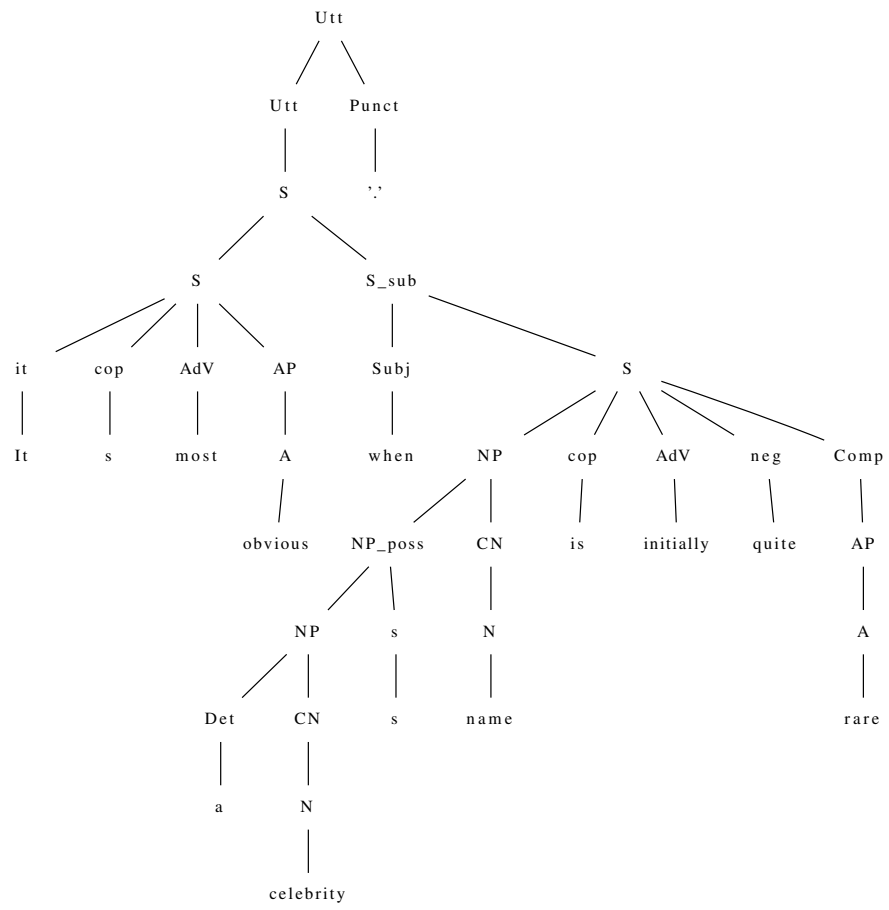 Utt
Utt Punct
S '.'
S S_sub
it cop AdV AP Subj S
It s most A when NP cop AdV neg Comp
obvious NP_poss CN is initially quite AP
NP s N A
Det CN s name rare
a N
celebrity